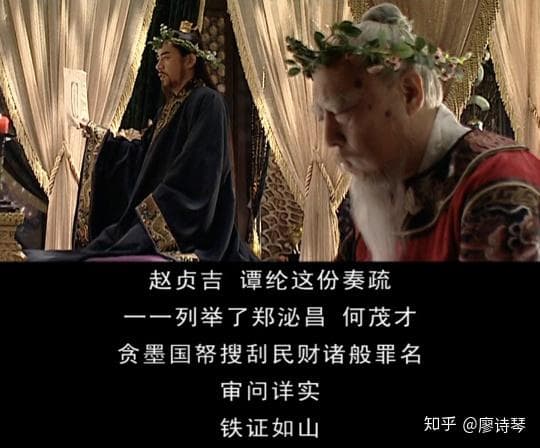 赵贞吉 谭纶这份奏疏
一一列举了郑泌昌 何茂才
贪墨国帑搜刮民财诸般罪名
审问详实
铁证如山
知乎 @廖诗琴